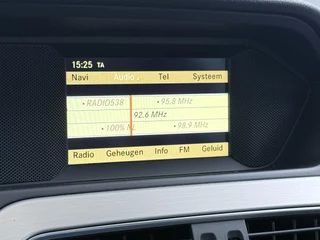 15:25 TA
Navi Audio♪ Tel Systeem
• RADIO538 • 95.8 MHz
92.6 MHz
• 100% NL • 98.9 MHz
Radio Geheugen Info FM Geluid